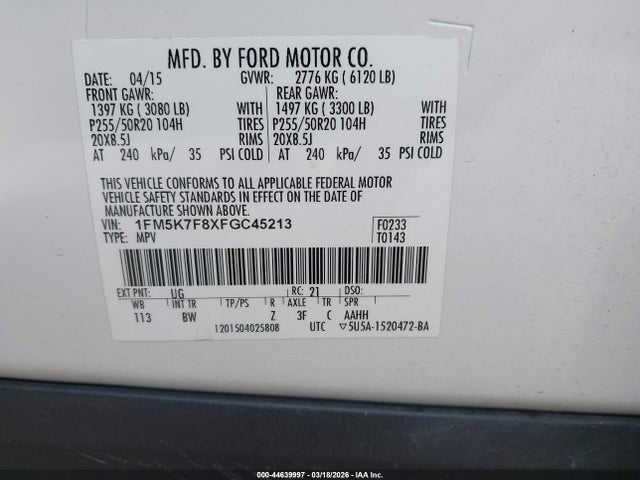 MFD. BY FORD MOTOR CO.
DATE: 04/15 GVWR: 2776 KG ( 6120 LB)
FRONT GAWR: REAR GAWR:
1397 KG ( 3080 LB) WITH 1497 KG ( 3300 LB) WITH
P255/50R20 104H TIRES P255/50R20 104H TIRES
20X8.5J RIMS 20X8.5J RIMS
AT 240 kPa/ 35 PSI COLD AT 240 kPa/ 35 PSI COLD
THIS VEHICLE CONFORMS TO ALL APPLICABLE FEDERAL MOTOR
VEHICLE SAFETY STANDARDS IN EFFECT ON THE DATE OF
MANUFACTURE SHOWN ABOVE.
VIN: 1FM5K7F8XFGC45213 F0233
TYPE: MPV T0143
EXT PNT: UG RC: 21 DSO:
WB INT TR TP/PS R AXLE TR SPR
113 BW Z 3F C AAHH
1201504025808 UTC ▽5U5A-1520472-BA
000-44639997 - 03/18/2026 - IAA Inc.